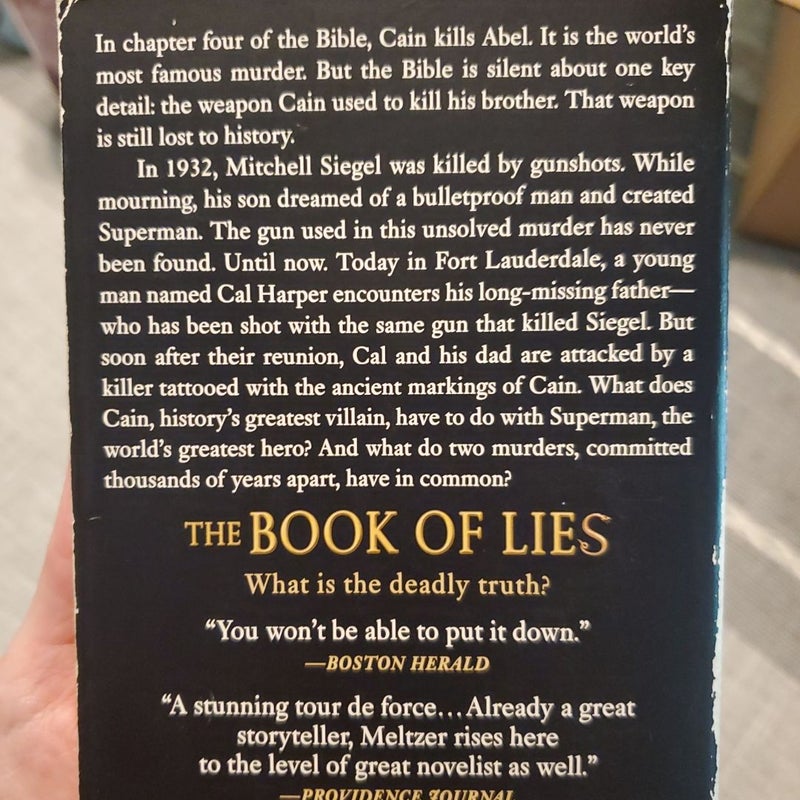 In chapter four of the Bible, Cain kills Abel. It is the world's
most famous murder. But the Bible is silent about one key
detail: the weapon Cain used to kill his brother. That weapon
is still lost to history.
In 1932, Mitchell Siegel was killed by gunshots. While
mourning, his son dreamed of a bulletproof man and created
Superman. The gun used in this unsolved murder has never
been found. Until now. Today in Fort Lauderdale, a young
man named Cal Harper encounters his long-missing father—
who has been shot with the same gun that killed Siegel. But
soon after their reunion, Cal and his dad are attacked by a
killer tattooed with the ancient markings of Cain. What does
Cain, history's greatest villain, have to do with Superman, the
world's greatest hero? And what do two murders, committed
thousands of years apart, have in common?
THE BOOK OF LIES
What is the deadly truth?
"You won't be able to put it down."
—BOSTON HERALD
"A stunning tour de force...Already a great
storyteller, Meltzer rises here
to the level of great novelist as well."
—PROVIDENCE JOURNAL